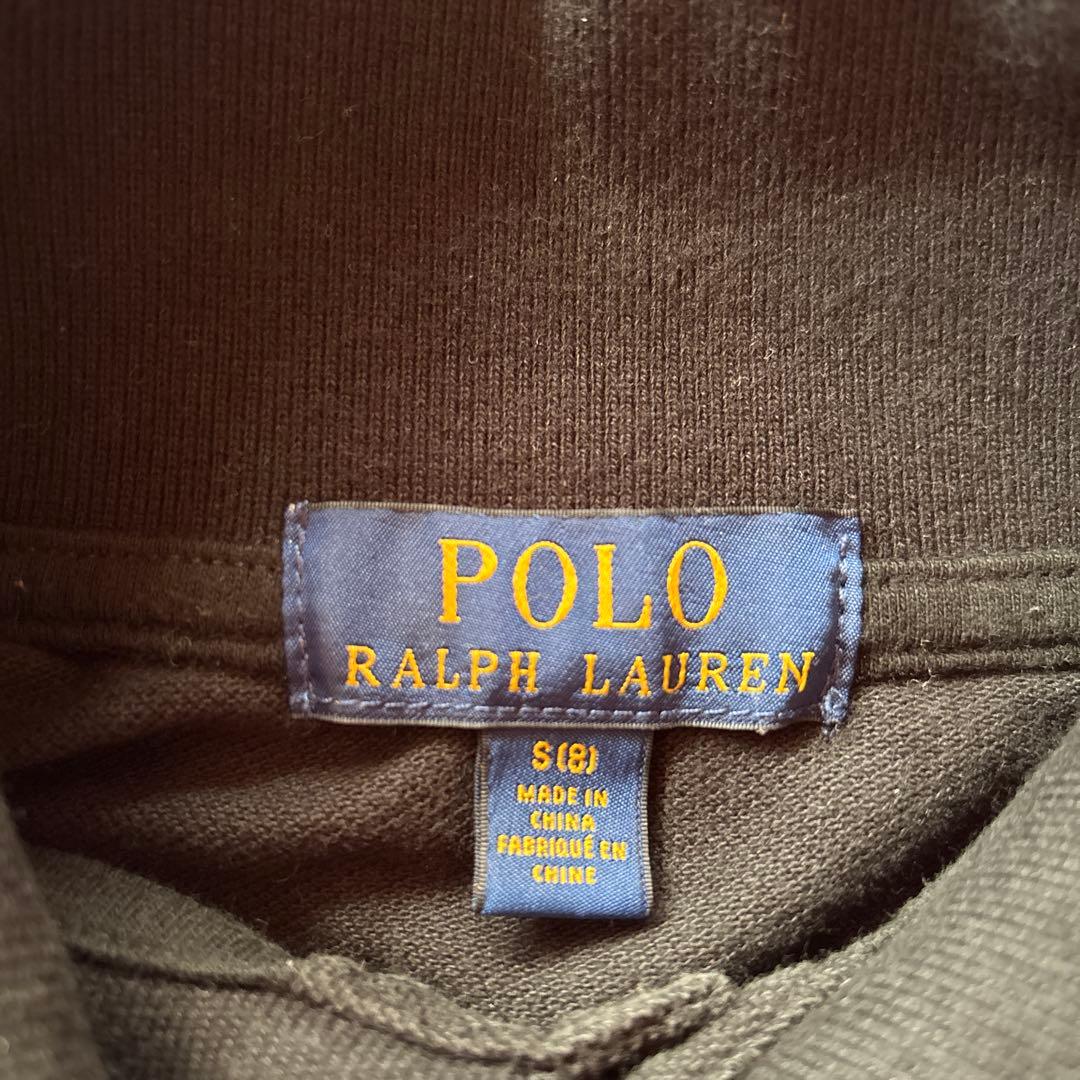 POLO
RALPH LAUREN
S(8)
MADE IN
CHINA
FABRIQUÉ EN
CHINE